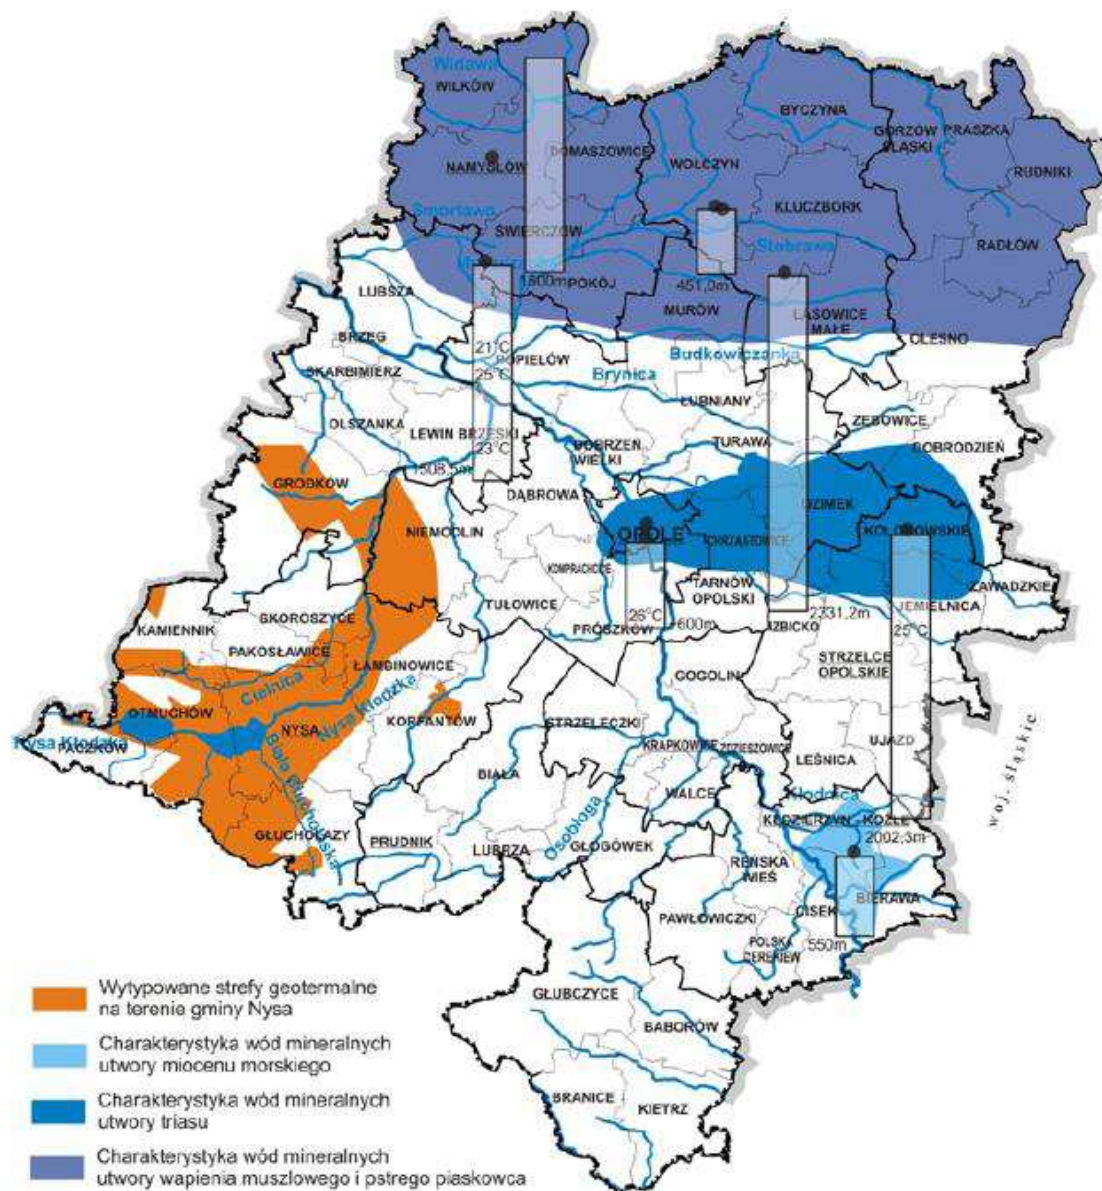 Widawa
WILKÓW
BYCZYNA
GORZÓW
ŚLĄSKI
PRASZKA
DOMASZOWICE
NAMYSŁÓW
WOŁCZYN
RUDNIKI
Smortawa
KLUCZBORK
ŚWIERCZÓW
Stobrawa
RADŁÓW
1800m
POKÓJ
451,0m
LUBSZA
MURÓW
LASOWICE
MAŁE
BRZEG
OLESNO
21°C
POPIELÓW
Budkowiczanka
SKARBIMIERZ
25°C
Brynica
ŁUBNIANY
OLSZANKA
ZĘBOWICE
LEWIN BRZESKI
23°C
DOBRZEŃ
WIELKI
TURAWA
DOBRODZIEŃ
1508,5m
GRODKÓW
DĄBROWA
OZIMEK
NIEMODLIN
OPOLE
CHRZĄSTOWICE
KOLONOWSKIE
KOMPRACHCICE
TARNÓW
OPOLSKI
ZAWADZKIE
TUŁOWICE
26°C
JEMIELNICA
SKOROSZYCE
KAMIENNIK
PRÓSZKÓW
600m
IZBICKO
2331,2m
25°C
PAKOSŁAWICE
ŁAMBINOWICE
STRZELCE
OPOLSKIE
Cielnica
GOGOLIN
OTMUCHÓW
NYSA
Nysa Kłodzka
KORFANTÓW
STRZELECZKI
Nysa Kłodzka
PACZKÓW
KRAPKOWICE
ZDZIESZOWICE
UJAZD
woj. śląskie
BIAŁA
LEŚNICA
Biała Głuchołaska
WALCE
Kłodnica
GŁUCHOŁAZY
Osobłoga
KĘDZIERZYN
KOŹLE
PRUDNIK
LUBRZA
GŁOGÓWEK
2002,3m
REŃSKA
WIEŚ
BIERAWA
PAWŁOWICZKI
CISEK
POLSKA
CEREKIEW
550m
GŁUBCZYCE
BABORÓW
BRANICE
KIETRZ
Wytypowane strefy geotermalne
na terenie gminy Nysa
Charakterystyka wód mineralnych
utwory miocenu morskiego
Charakterystyka wód mineralnych
utwory triasu
Charakterystyka wód mineralnych
utwory wapienia muszlowego i pstrego piaskowca